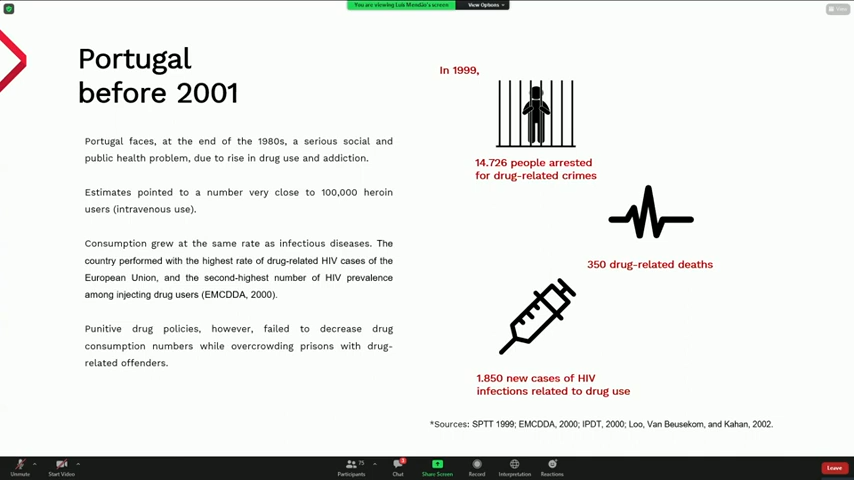 You are viewing Luis Mendão's screen
View Options
View
Portugal
before 2001
Portugal faces, at the end of the 1980s, a serious social and
public health problem, due to rise in drug use and addiction.
Estimates pointed to a number very close to 100,000 heroin
users (intravenous use).
Consumption grew at the same rate as infectious diseases. The
country performed with the highest rate of drug-related HIV cases of the
European Union, and the second-highest number of HIV prevalence
among injecting drug users (EMCDDA, 2000).
Punitive drug policies, however, failed to decrease drug
consumption numbers while overcrowding prisons with drug-
related offenders.
In 1999,
14.726 people arrested
for drug-related crimes
350 drug-related deaths
1.850 new cases of HIV
infections related to drug use
*Sources: SPTT 1999; EMCDDA, 2000; IPDT, 2000; Loo, Van Beusekom, and Kahan, 2002.
Unmute
Start Video
Participants
75
Chat
Share Screen
Record
Interpretation
Reactions
Leave